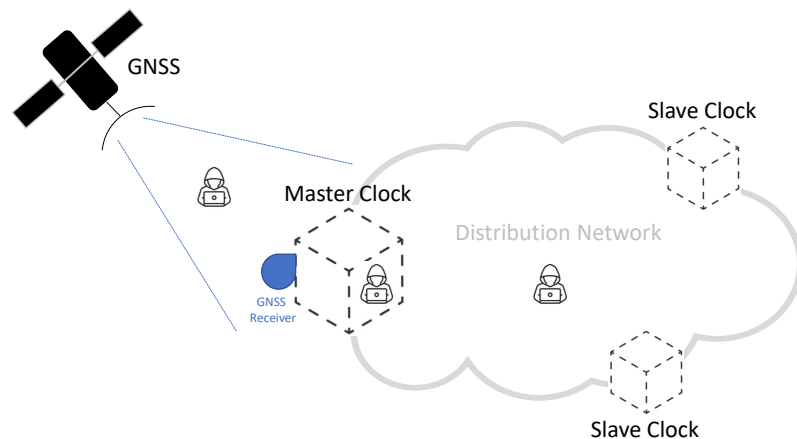 GNSS
Slave Clock
Master Clock
Distribution Network
GNSS
Receiver
Slave Clock